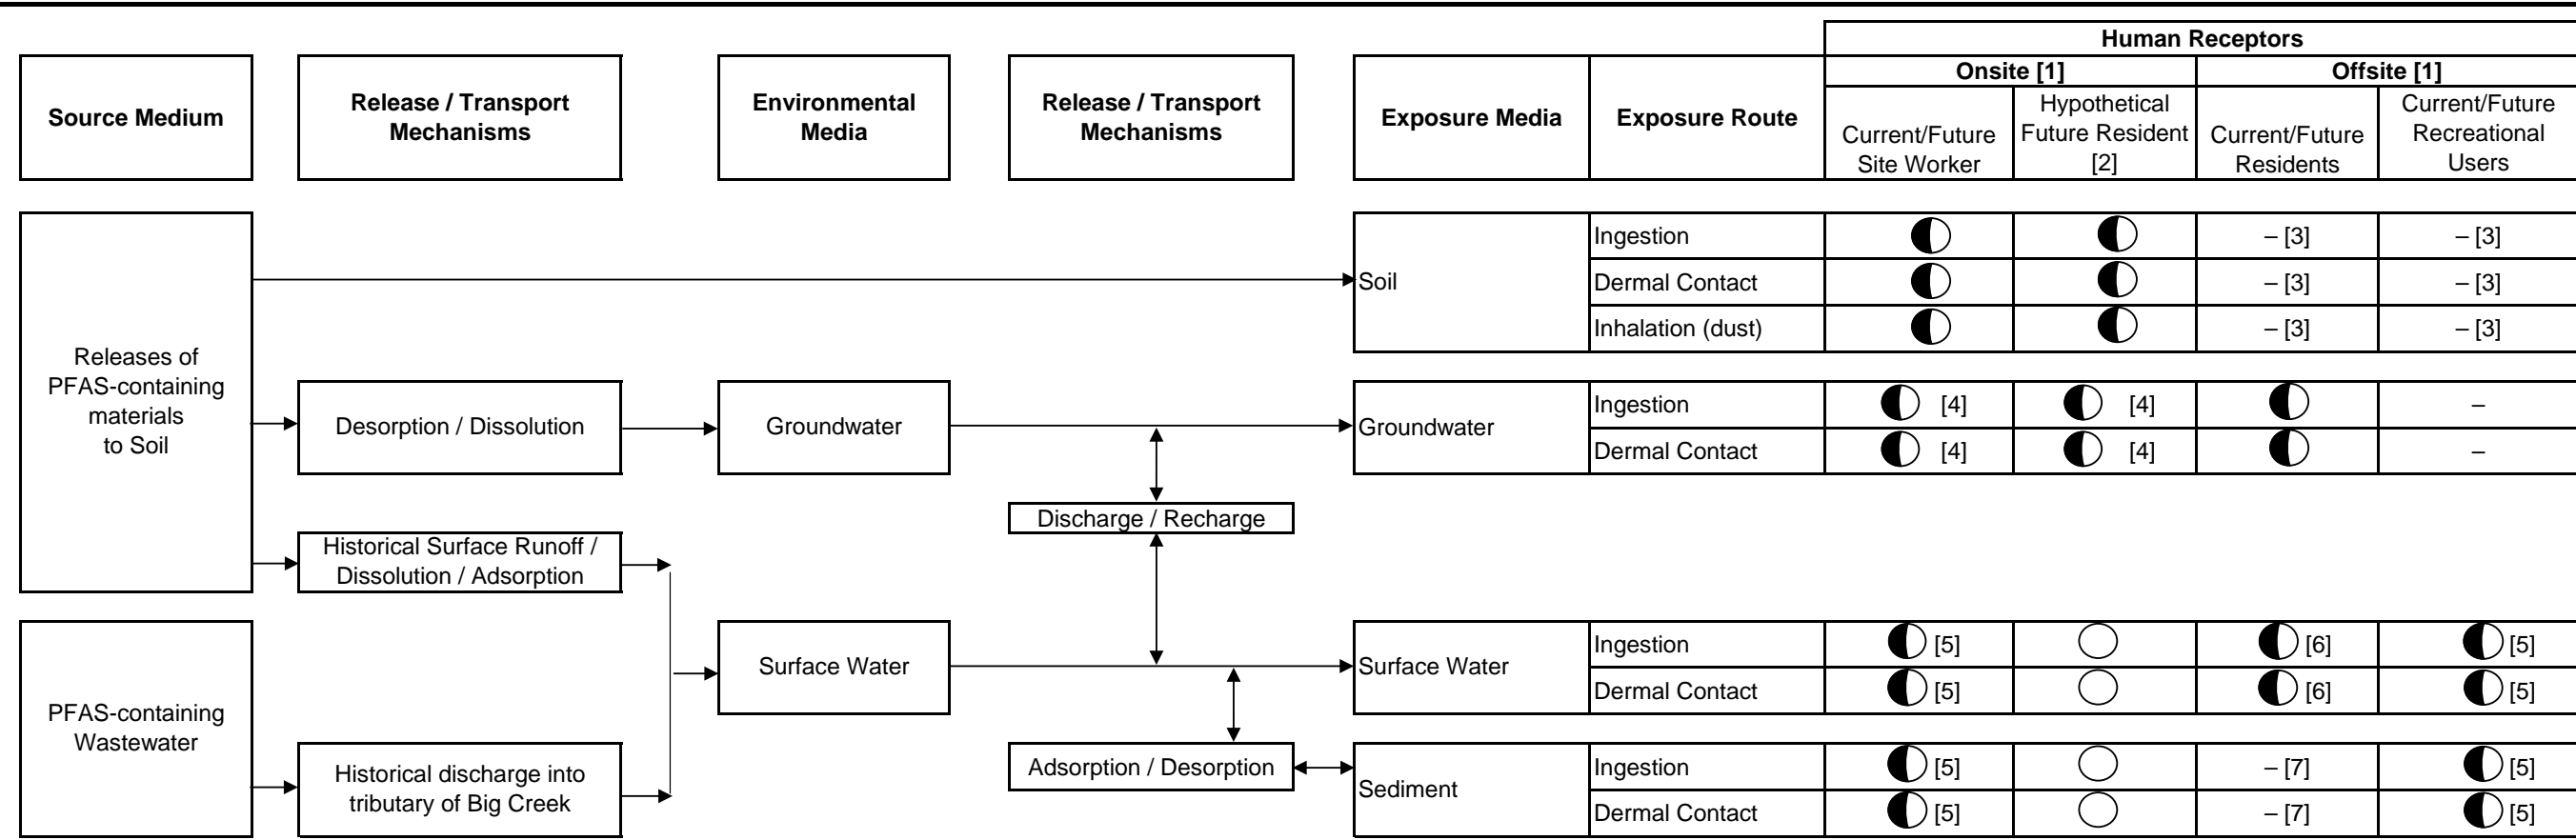 Human Receptors
Onsite [1]
Offsite [1]
Source Medium
Release / Transport
Mechanisms
Environmental
Media
Release / Transport
Mechanisms
Exposure Media
Exposure Route
Current/Future
Site Worker
Hypothetical
Future Resident
[2]
Current/Future
Residents
Current/Future
Recreational
Users
Releases of
PFAS-containing
materials
to Soil
Soil
Ingestion
– [3]
– [3]
Dermal Contact
– [3]
– [3]
Inhalation (dust)
– [3]
– [3]
Desorption / Dissolution
Groundwater
Groundwater
Ingestion
[4]
[4]
–
Dermal Contact
[4]
[4]
–
Discharge / Recharge
Historical Surface Runoff /
Dissolution / Adsorption
PFAS-containing
Wastewater
Surface Water
Surface Water
Ingestion
[5]
[6]
[5]
Dermal Contact
[5]
[6]
[5]
Historical discharge into
tributary of Big Creek
Adsorption / Desorption
Sediment
Ingestion
[5]
– [7]
[5]
Dermal Contact
[5]
– [7]
[5]